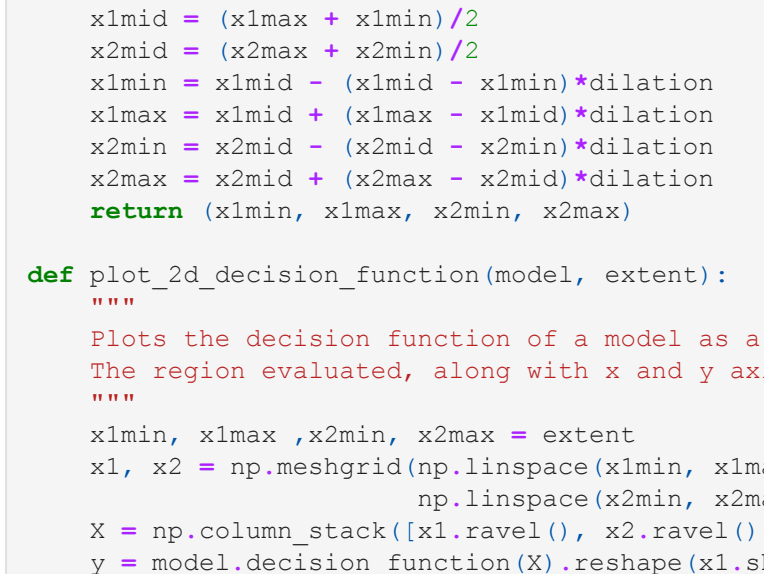 x1mid = (x1max + x1min)/2
    x2mid = (x2max + x2min)/2
    x1min = x1mid - (x1mid - x1min)*dilation
    x1max = x1mid + (x1max - x1mid)*dilation
    x2min = x2mid - (x2mid - x2min)*dilation
    x2max = x2mid + (x2max - x2mid)*dilation
    return (x1min, x1max, x2min, x2max)

def plot_2d_decision_function(model, extent):
    """
    Plots the decision function of a model as a
    The region evaluated, along with x and y ax
    """
    x1min, x1max ,x2min, x2max = extent
    x1, x2 = np.meshgrid(np.linspace(x1min, x1ma
                         np.linspace(x2min, x2ma
    X = np.column_stack([x1.ravel(), x2.ravel()
    y = model.decision_function(X).reshape(x1.s